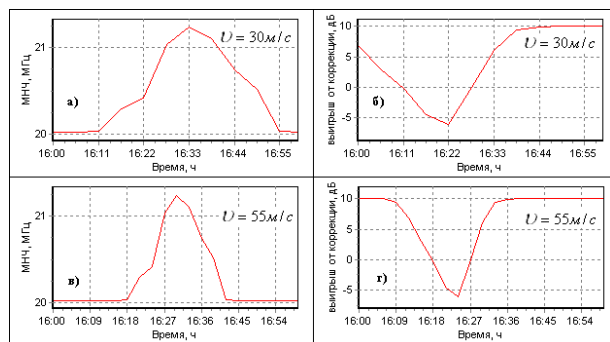 МНЧ, МГц
21
20
а)
υ = 30м/с
16:00 16:11 16:22 16:33 16:44 16:55
Время, ч
выигрыш от коррекции, дБ
10
5
0
-5
б)
υ = 30м/с
16:00 16:11 16:22 16:33 16:44 16:55
Время, ч
МНЧ, МГц
21
20
в)
υ = 55м/с
16:00 16:09 16:18 16:27 16:36 16:45 16:54
Время, ч
выигрыш от коррекции, дБ
10
5
0
-5
г)
υ = 55м/с
16:00 16:09 16:18 16:27 16:36 16:45 16:54
Время, ч